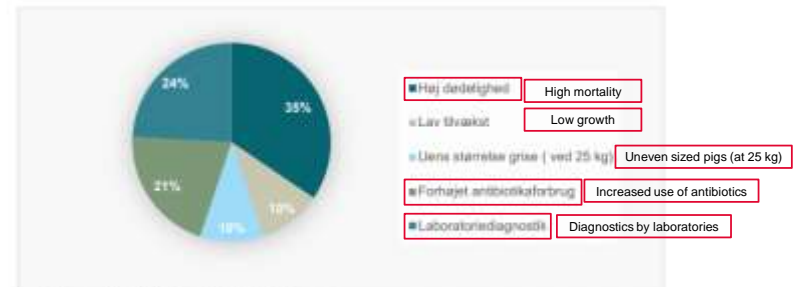 24%
35%
21%
10%
10%
Høj dødelighed High mortality
Lav tilvækst Low growth
Uens størrelse grise ( ved 25 kg) Uneven sized pigs (at 25 kg)
Forhøjet antibiotikaforbrug Increased use of antibiotics
Laboratoriediagnostik Diagnostics by laboratories